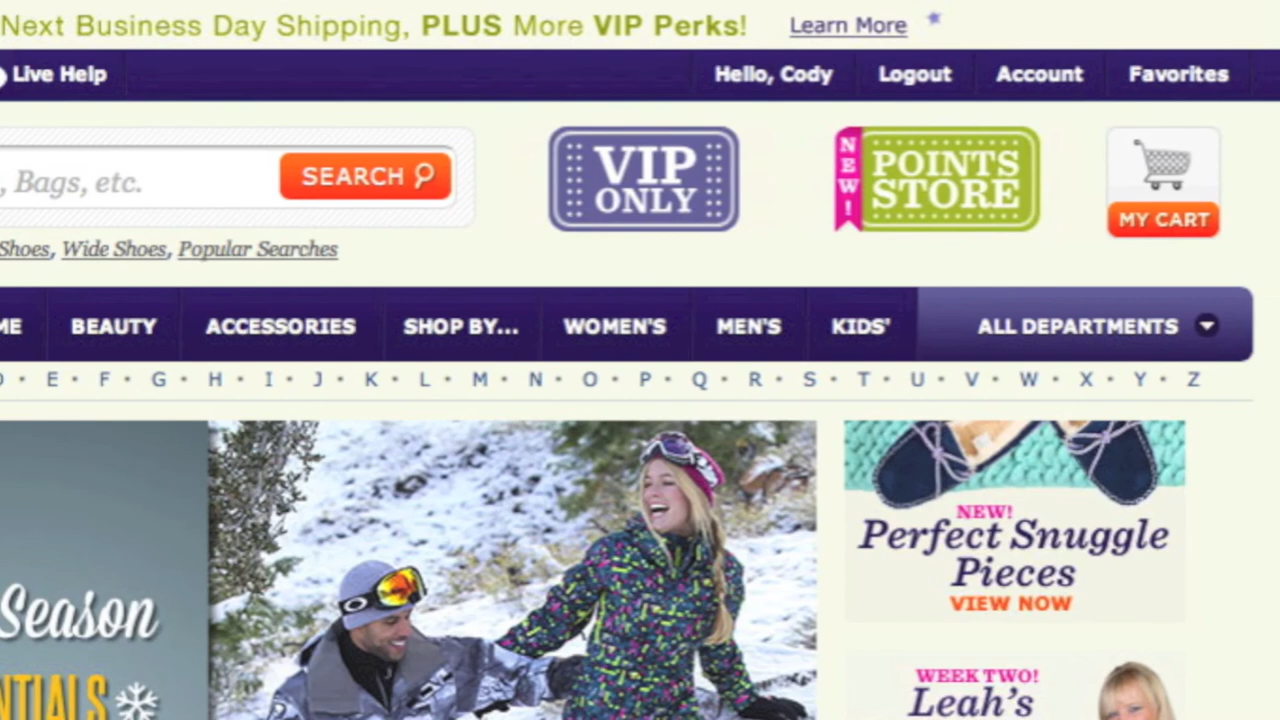 Next Business Day Shipping, PLUS More VIP Perks! Learn More
Live Help
Hello, Cody
Logout
Account
Favorites
, Bags, etc.
SEARCH
VIP
ONLY
NEW!
POINTS
STORE
MY CART
Shoes, Wide Shoes, Popular Searches
ME
BEAUTY
ACCESSORIES
SHOP BY...
WOMEN'S
MEN'S
KIDS'
ALL DEPARTMENTS
D • E • F • G • H • I • J • K • L • M • N • O • P • Q • R • S • T • U • V • W • X • Y • Z
Season
NTIALS
NEW!
Perfect Snuggle
Pieces
VIEW NOW
WEEK TWO!
Leah's